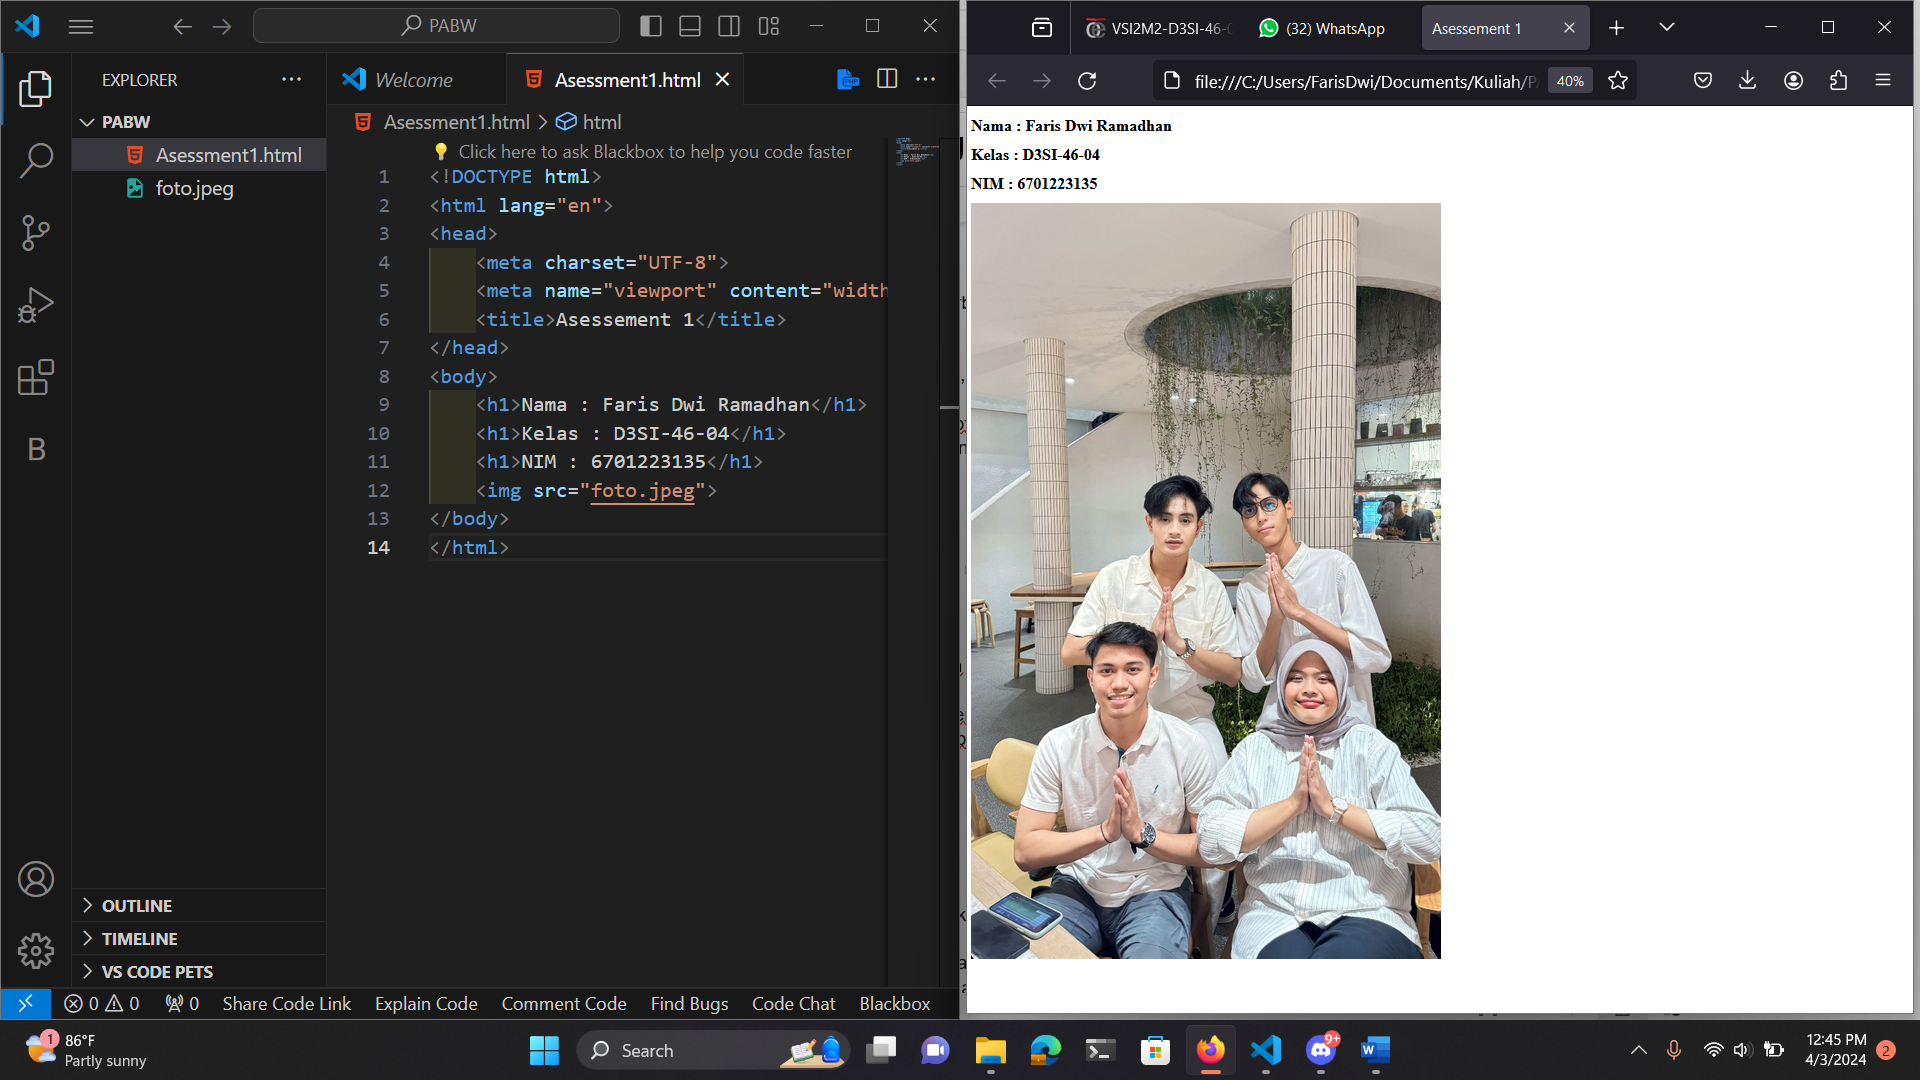 PABW
VSI2M2-D3SI-46-0
(32) WhatsApp
Asessement 1
EXPLORER
Welcome
Asessment1.html
file:///C:/Users/FarisDwi/Documents/Kuliah/P
40%
PABW
Asessment1.html
foto.jpeg
Asessment1.html > html
Click here to ask Blackbox to help you code faster
1 <!DOCTYPE html>
2 <html lang="en">
3 <head>
4 <meta charset="UTF-8">
5 <meta name="viewport" content="width
6 <title>Asessement 1</title>
7 </head>
8 <body>
9 <h1>Nama : Faris Dwi Ramadhan</h1>
10 <h1>Kelas : D3SI-46-04</h1>
11 <h1>NIM : 6701223135</h1>
12 <img src="foto.jpeg">
13 </body>
14 </html>
B
Nama : Faris Dwi Ramadhan
Kelas : D3SI-46-04
NIM : 6701223135
OUTLINE
TIMELINE
VS CODE PETS
0 0 0 Share Code Link Explain Code Comment Code Find Bugs Code Chat Blackbox
1
86°F
Partly sunny
Search
9+
12:45 PM
4/3/2024
2